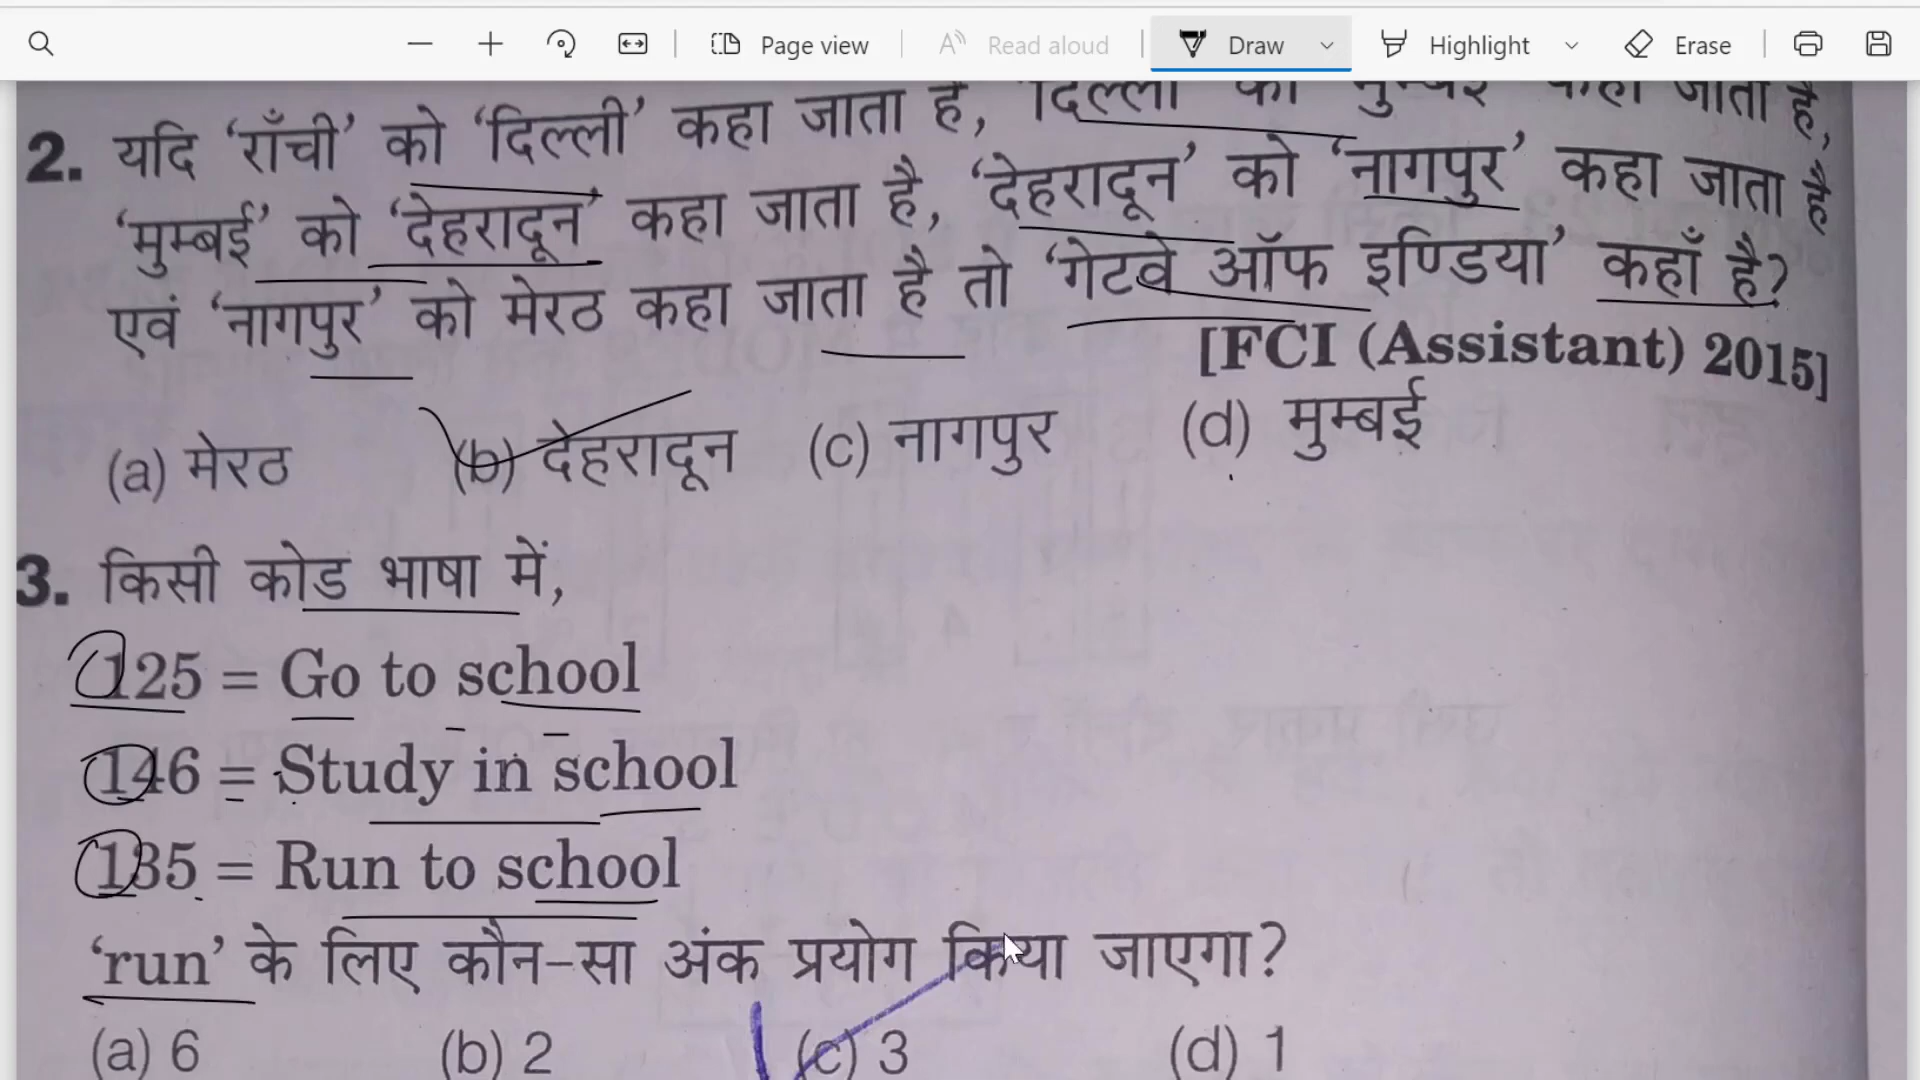 Page view
Read aloud
Draw
Highlight
Erase
2. यदि ‘राँची’ को ‘दिल्ली’ कहा जाता है, ‘दिल्ली’ को ‘मुम्बई’ कहा जाता है,
‘मुम्बई’ को ‘देहरादून’ कहा जाता है, ‘देहरादून’ को ‘नागपुर’ कहा जाता है
एवं ‘नागपुर’ को मेरठ कहा जाता है तो ‘गेटवे ऑफ इण्डिया’ कहाँ है?
[FCI (Assistant) 2015]
(a) मेरठ (b) देहरादून (c) नागपुर (d) मुम्बई
3. किसी कोड भाषा में,
125 = Go to school
146 = Study in school
135 = Run to school
‘run’ के लिए कौन-सा अंक प्रयोग किया जाएगा?
(a) 6 (b) 2 (c) 3 (d) 1